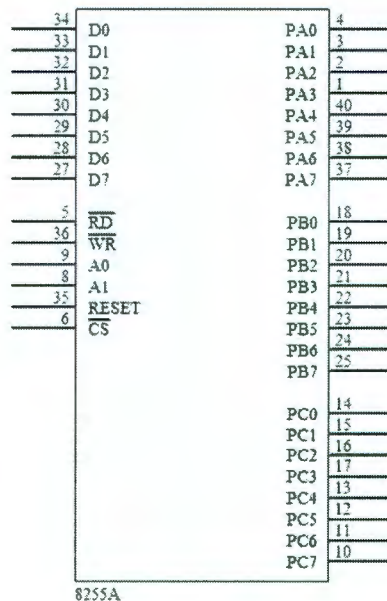 34 D0 PA0 4
33 D1 PA1 3
32 D2 PA2 2
31 D3 PA3 1
30 D4 PA4 40
29 D5 PA5 39
28 D6 PA6 38
27 D7 PA7 37
5 RD PB0 18
36 WR PB1 19
9 A0 PB2 20
8 A1 PB3 21
35 RESET PB4 22
6 CS PB5 23
PB6 24
PB7 25
PC0 14
PC1 15
PC2 16
PC3 17
PC4 13
PC5 12
PC6 11
PC7 10
8255A